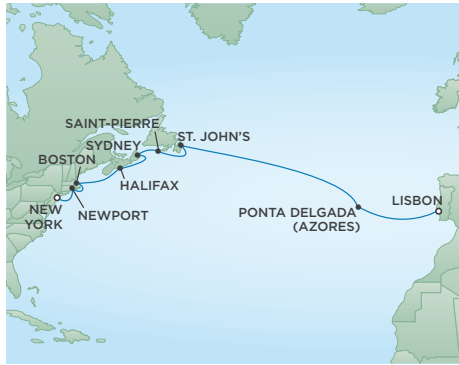 SAINT-PIERRE
ST. JOHN'S
SYDNEY
BOSTON
HALIFAX
NEW
YORK
NEWPORT
PONTA DELGADA
(AZORES)
LISBON